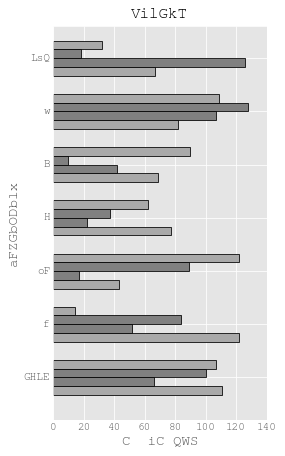 VilGkT
LsQ
w
B
H
oF
f
GHLE
aFZGbODblx
0 20 40 60 80 100 120 140
C iC QWS